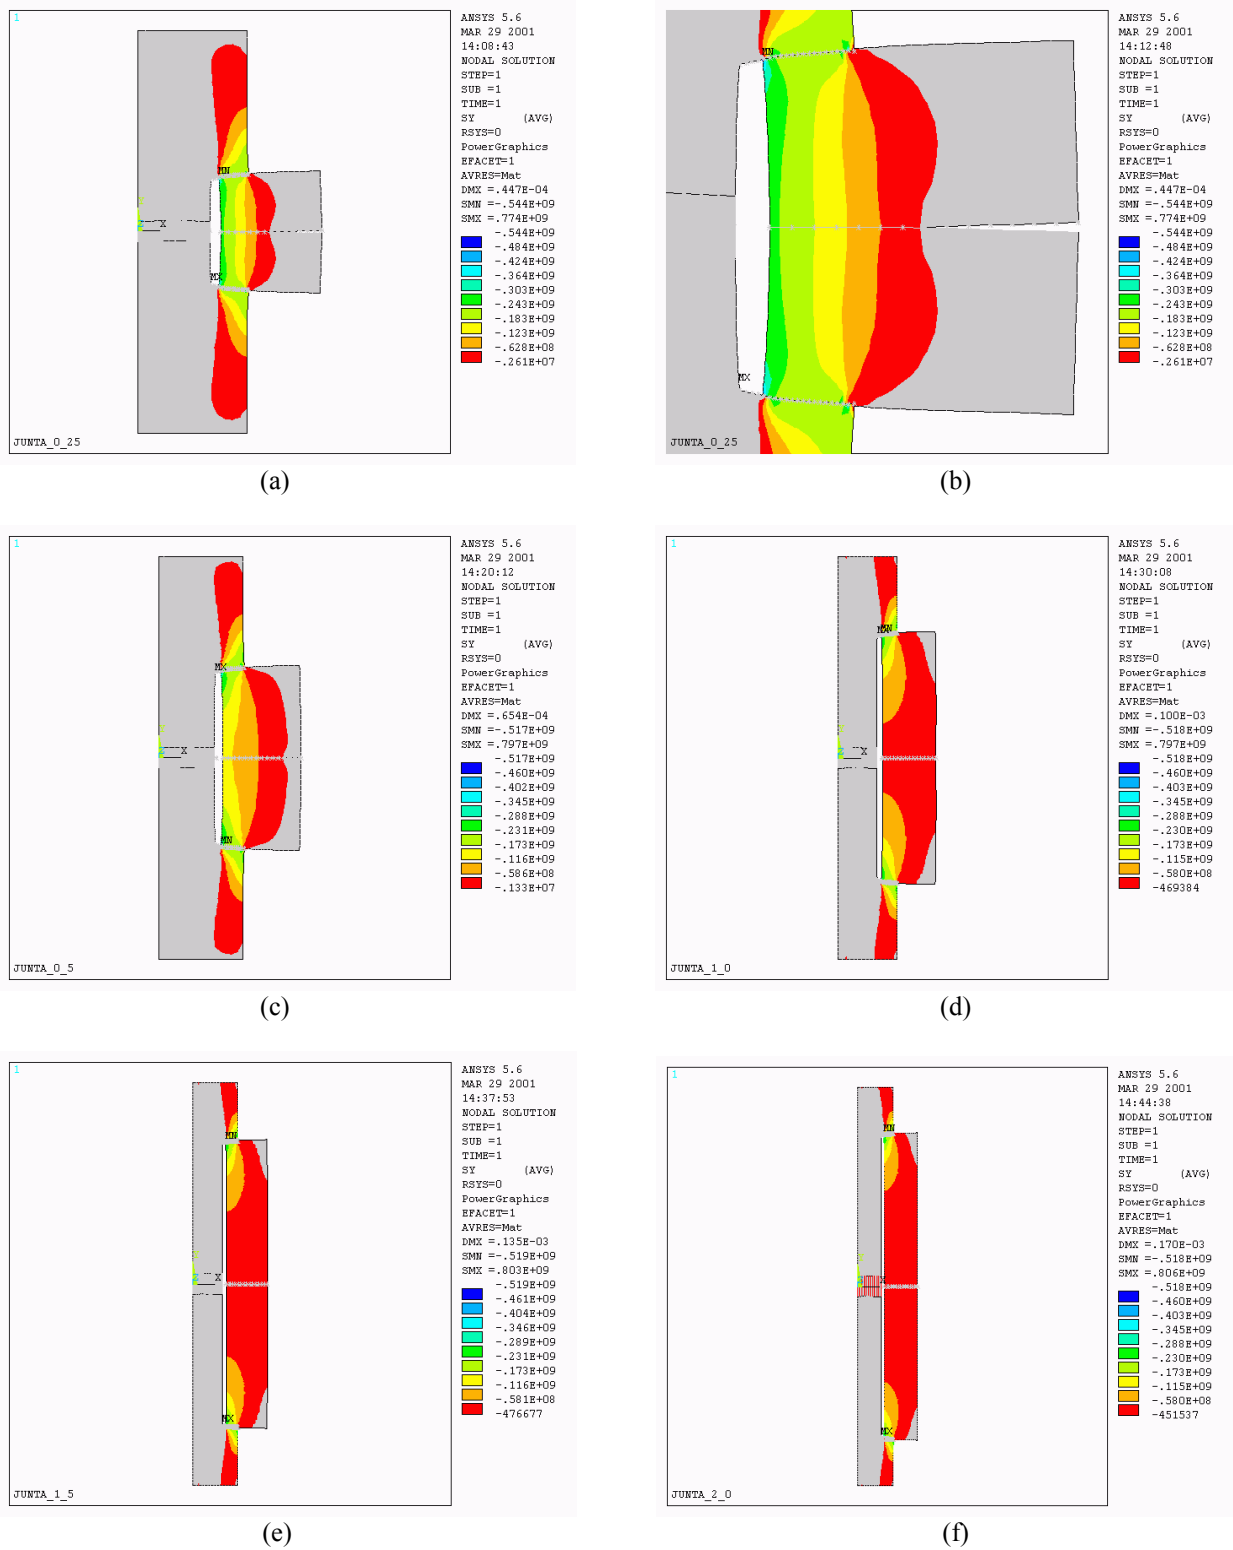 1
ANSYS 5.6
MAR 29 2001
14:08:43
NODAL SOLUTION
STEP=1
SUB =1
TIME=1
SY (AVG)
RSYS=0
PowerGraphics
EFACET=1
AVRES=Mat
DMX =.447E-04
SMN =-.544E+09
SMX =.774E+09
-.544E+09
-.484E+09
-.424E+09
-.364E+09
-.303E+09
-.243E+09
-.183E+09
-.123E+09
-.628E+08
-.261E+07
MN
Z X
MX
JUNTA_0_25
(a)
1
ANSYS 5.6
MAR 29 2001
14:12:48
NODAL SOLUTION
STEP=1
SUB =1
TIME=1
SY (AVG)
RSYS=0
PowerGraphics
EFACET=1
AVRES=Mat
DMX =.447E-04
SMN =-.544E+09
SMX =.774E+09
-.544E+09
-.484E+09
-.424E+09
-.364E+09
-.303E+09
-.243E+09
-.183E+09
-.123E+09
-.628E+08
-.261E+07
MN
MX
JUNTA_0_25
(b)
1
ANSYS 5.6
MAR 29 2001
14:20:12
NODAL SOLUTION
STEP=1
SUB =1
TIME=1
SY (AVG)
RSYS=0
PowerGraphics
EFACET=1
AVRES=Mat
DMX =.654E-04
SMN =-.517E+09
SMX =.797E+09
-.517E+09
-.460E+09
-.402E+09
-.345E+09
-.288E+09
-.231E+09
-.173E+09
-.116E+09
-.586E+08
-.133E+07
MX
Z X
MN
JUNTA_0_5
(c)
1
ANSYS 5.6
MAR 29 2001
14:30:08
NODAL SOLUTION
STEP=1
SUB =1
TIME=1
SY (AVG)
RSYS=0
PowerGraphics
EFACET=1
AVRES=Mat
DMX =.100E-03
SMN =-.518E+09
SMX =.797E+09
-.518E+09
-.460E+09
-.403E+09
-.345E+09
-.288E+09
-.230E+09
-.173E+09
-.115E+09
-.580E+08
-469384
MN
Z X
JUNTA_1_0
(d)
1
ANSYS 5.6
MAR 29 2001
14:37:53
NODAL SOLUTION
STEP=1
SUB =1
TIME=1
SY (AVG)
RSYS=0
PowerGraphics
EFACET=1
AVRES=Mat
DMX =.135E-03
SMN =-.519E+09
SMX =.803E+09
-.519E+09
-.461E+09
-.404E+09
-.346E+09
-.289E+09
-.231E+09
-.173E+09
-.116E+09
-.581E+08
-476677
MN
Z X
MX
JUNTA_1_5
(e)
1
ANSYS 5.6
MAR 29 2001
14:44:38
NODAL SOLUTION
STEP=1
SUB =1
TIME=1
SY (AVG)
RSYS=0
PowerGraphics
EFACET=1
AVRES=Mat
DMX =.170E-03
SMN =-.518E+09
SMX =.806E+09
-.518E+09
-.460E+09
-.403E+09
-.345E+09
-.288E+09
-.230E+09
-.173E+09
-.115E+09
-.580E+08
-451537
MN
X
MX
JUNTA_2_0
(f)